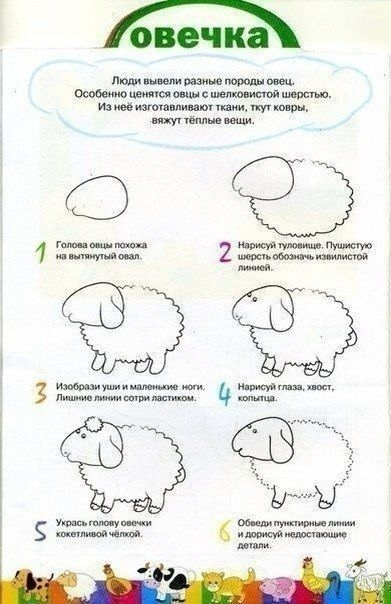 овечка
Люди вывели разные породы овец.
Особенно ценятся овцы с шелковистой шерстью.
Из неё изготавливают ткани, ткут ковры,
вяжут тёплые вещи.
1 Голова овцы похожа
на вытянутый овал.
2 Нарисуй туловище. Пушистую
шерсть обозначь извилистой
линией.
3 Изобрази уши и маленькие ноги.
Лишние линии сотри ластиком.
4 Нарисуй глаза, хвост,
копытца.
5 Укрась голову овечки
кокетливой чёлкой.
6 Обведи пунктирные линии
и дорисуй недостающие
детали.